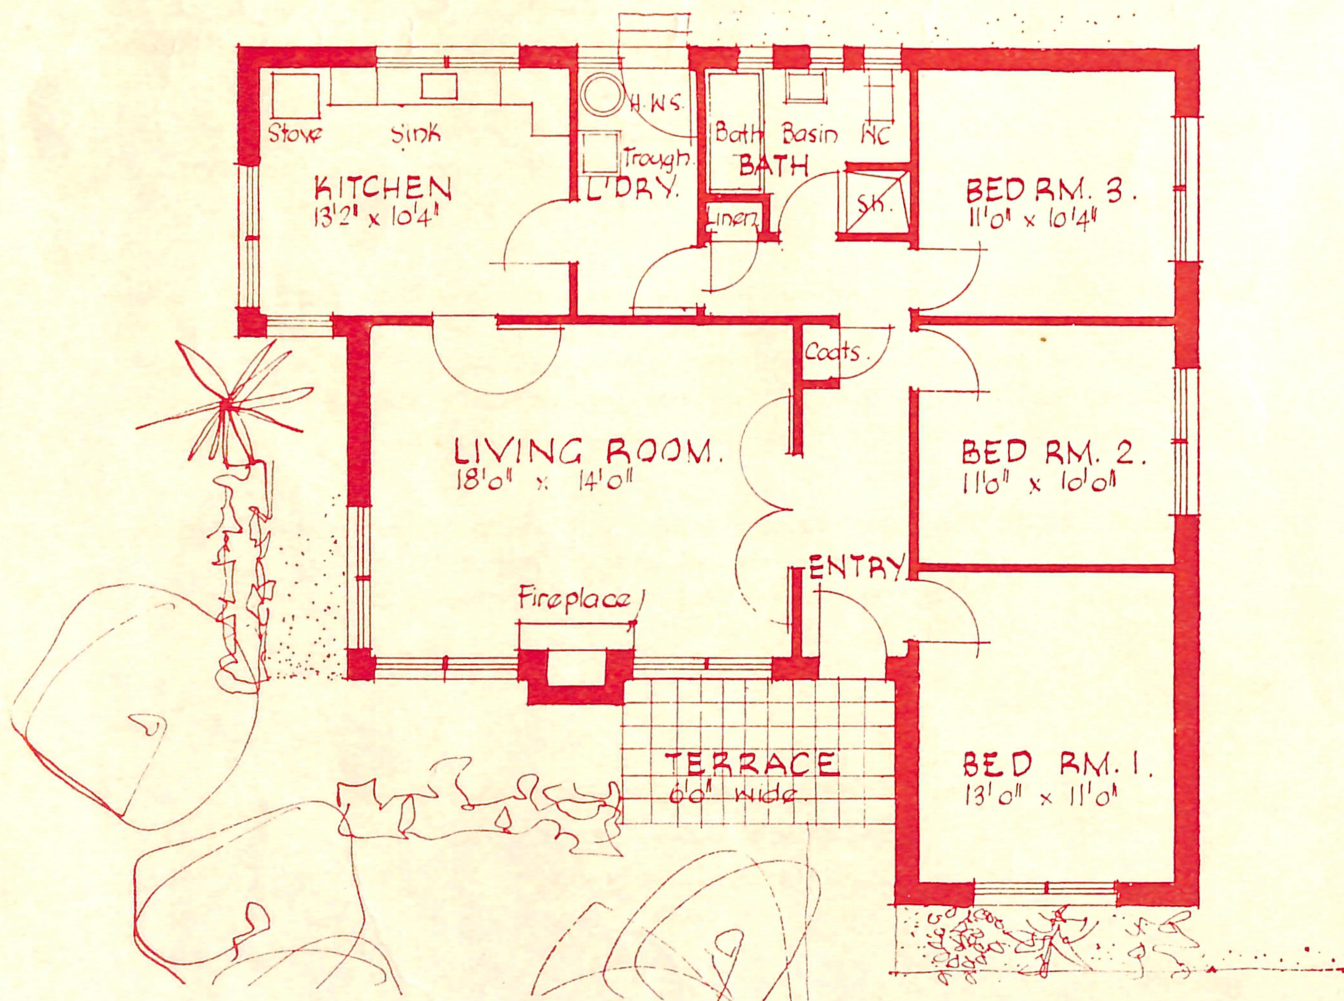 Stove
Sink
KITCHEN
13'2" x 10'4"
H.W.S.
Trough.
L'DRY.
Bath
Basin
WC
BATH
Linen
Sh.
BED RM. 3.
11'0" x 10'4"
Coats.
LIVING ROOM.
18'0" x 14'0"
BED RM. 2.
11'0" x 10'0"
ENTRY
Fireplace
TERRACE
6'0" wide.
BED RM. 1.
13'0" x 11'0"